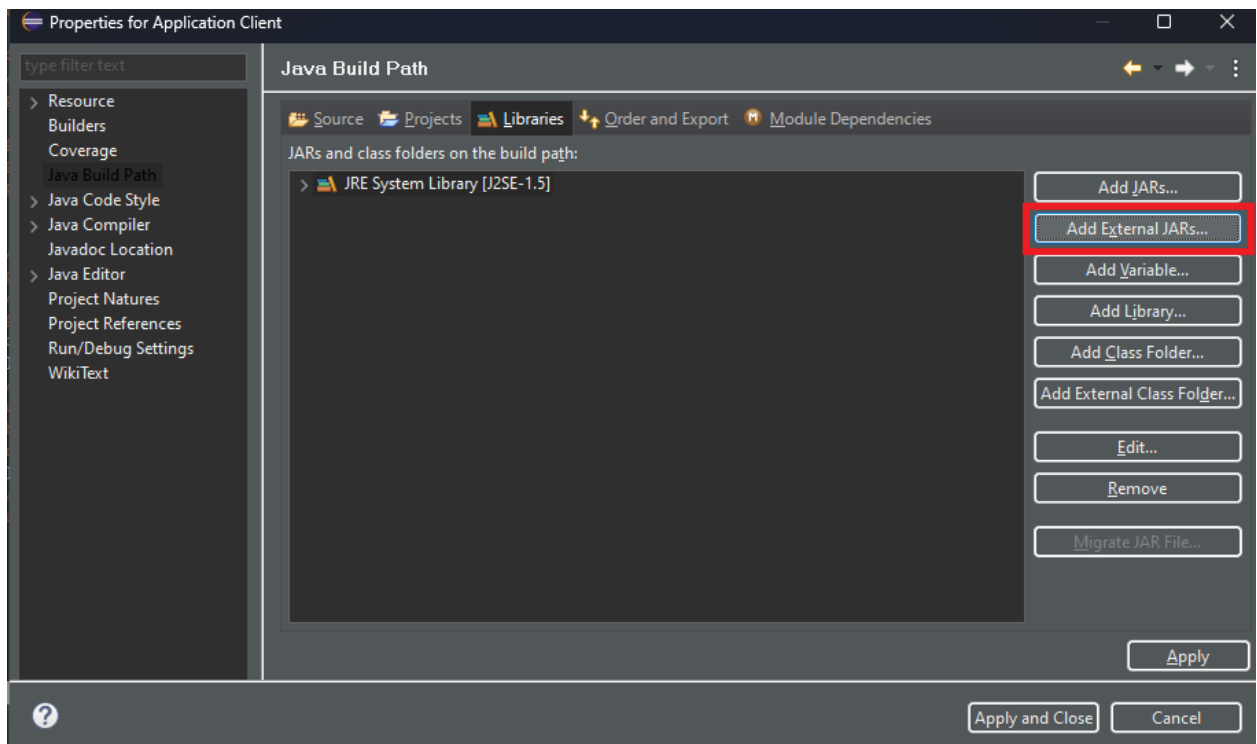 Properties for Application Client
type filter text
Java Build Path
Resource
Builders
Coverage
Java Build Path
Java Code Style
Java Compiler
Javadoc Location
Java Editor
Project Natures
Project References
Run/Debug Settings
WikiText
Source Projects Libraries Order and Export Module Dependencies
JARs and class folders on the build path:
JRE System Library [J2SE-1.5]
Add JARs...
Add External JARs...
Add Variable...
Add Library...
Add Class Folder...
Add External Class Folder...
Edit...
Remove
Migrate JAR File...
Apply
Apply and Close Cancel